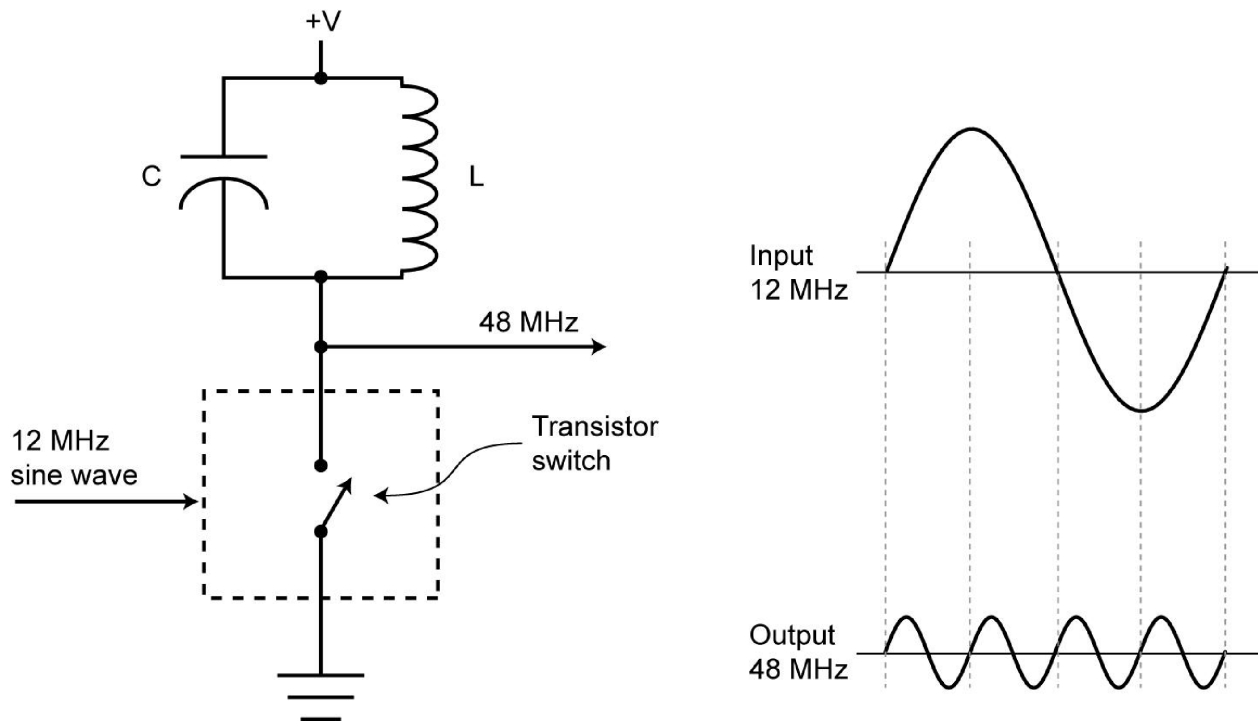 +V
C
L
48 MHz
12 MHz
sine wave
Transistor
switch
Input
12 MHz
Output
48 MHz